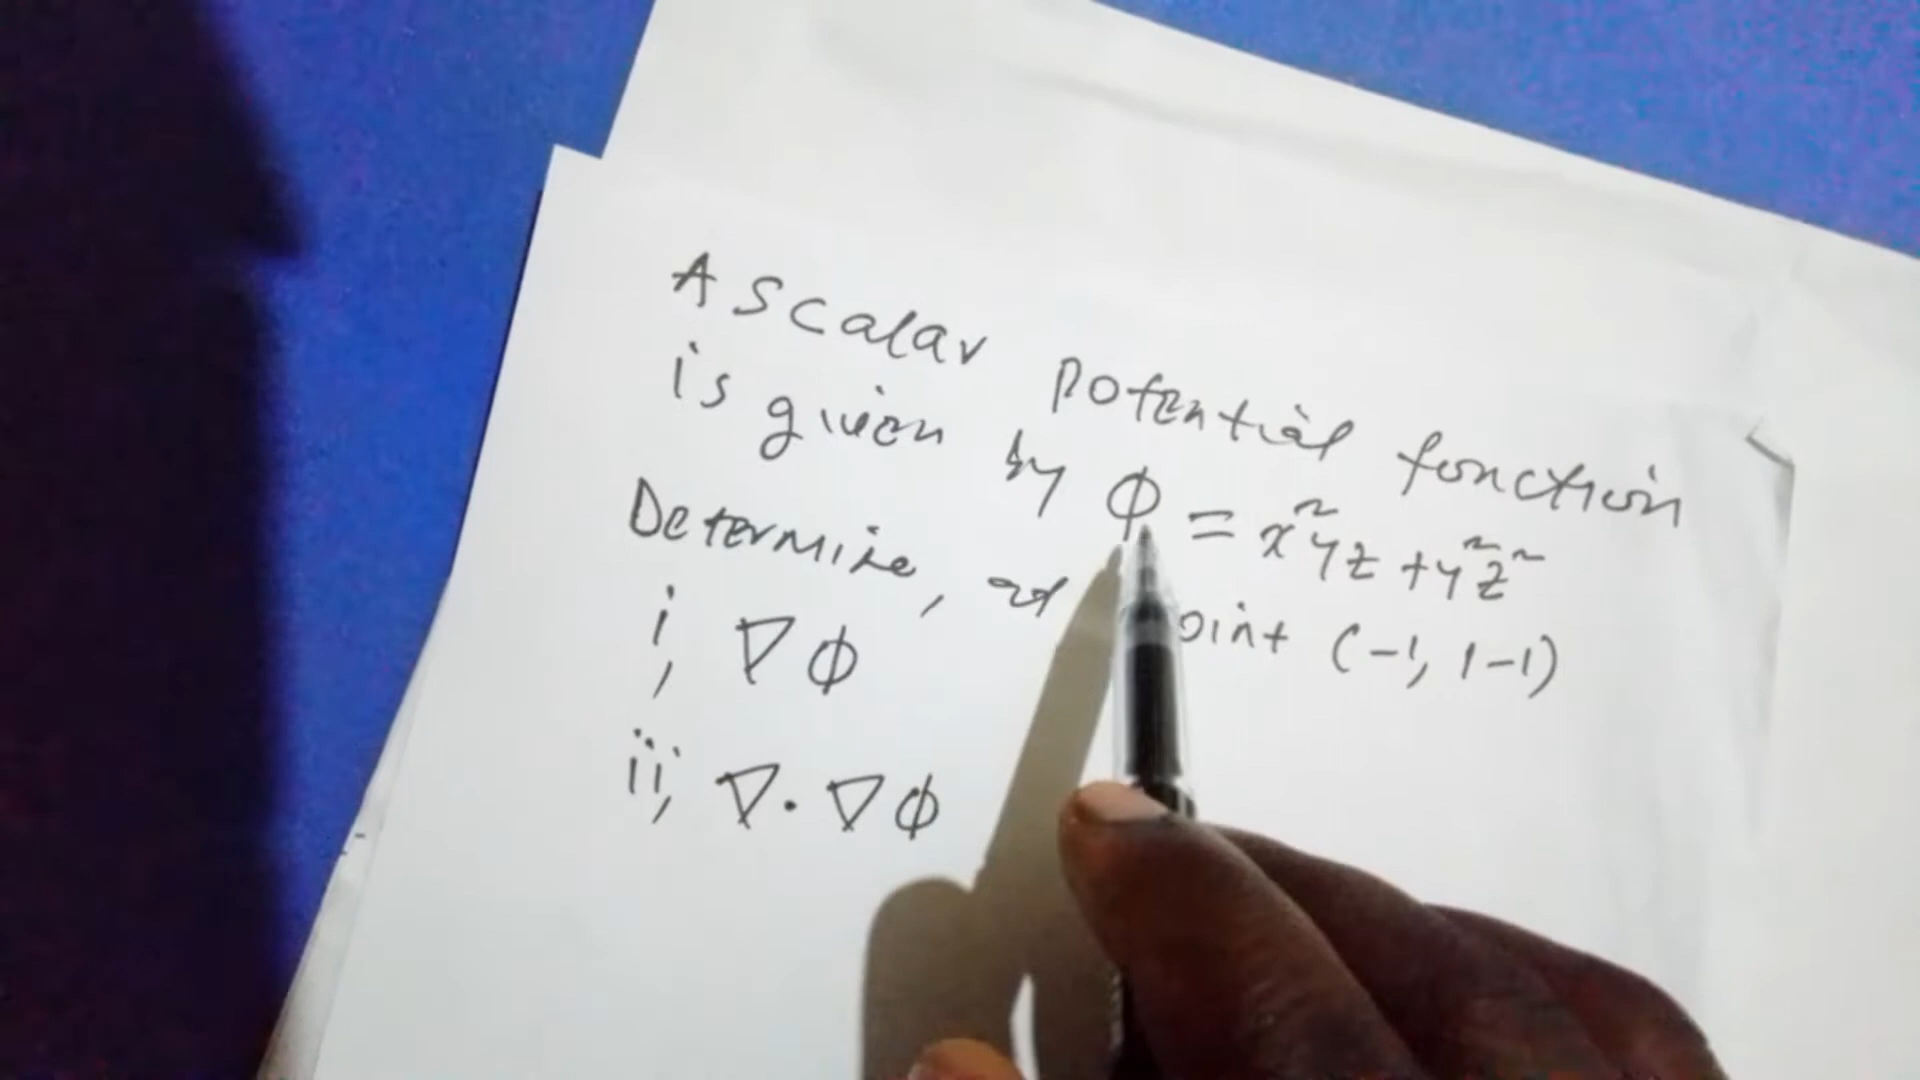 A scalar potential function
is given by ϕ = x²yz + y²z²
Determine, at point (-1, 1-1)
i, ∇ϕ
ii, ∇·∇ϕ